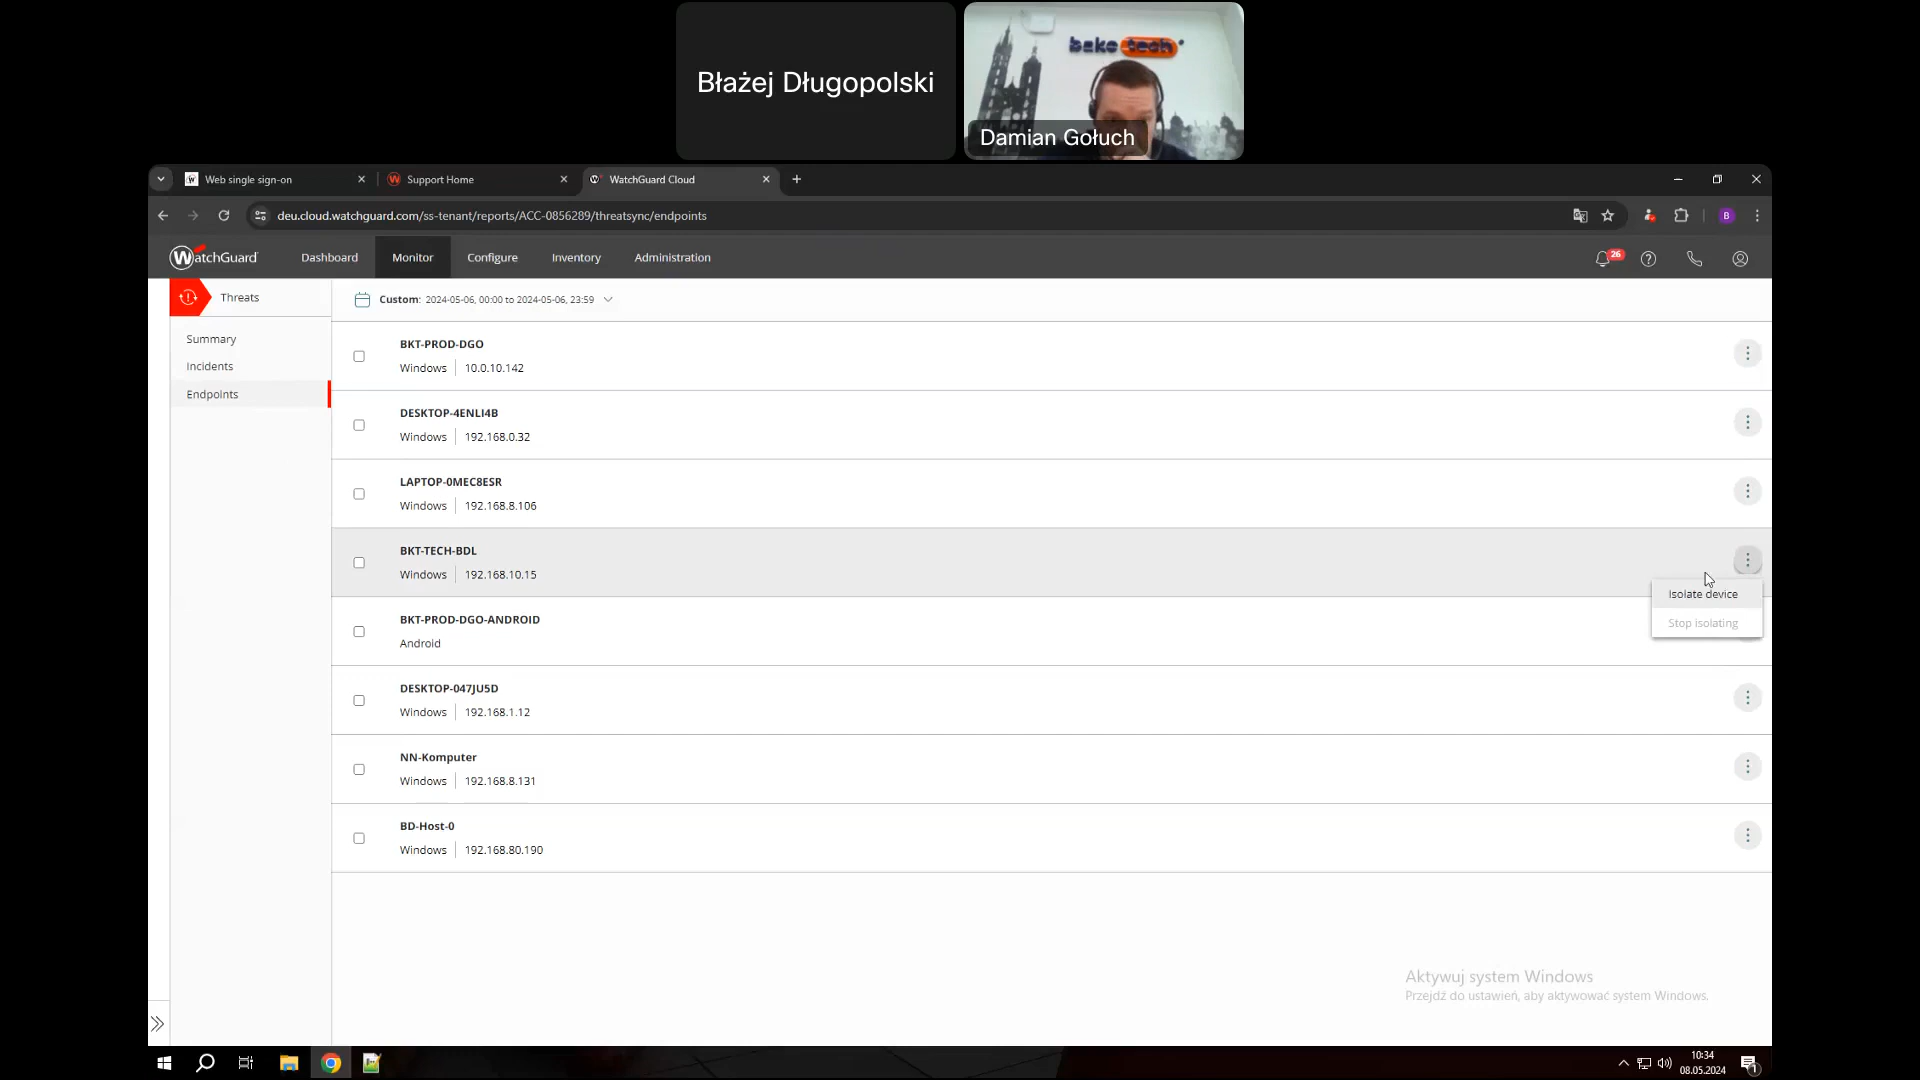 Błażej Długopolski
bake tech
Damian Gołuch
Web single sign-on
Support Home
WatchGuard Cloud
deu.cloud.watchguard.com/ss-tenant/reports/ACC-0856289/threatsync/endpoints
B
WatchGuard
Dashboard
Monitor
Configure
Inventory
Administration
26
Threats
Custom: 2024-05-06, 00:00 to 2024-05-06, 23:59
Summary
Incidents
Endpoints
BKT-PROD-DGO
Windows 10.0.10.142
DESKTOP-4ENLI4B
Windows 192.168.0.32
LAPTOP-0MEC8ESR
Windows 192.168.8.106
BKT-TECH-BDL
Windows 192.168.10.15
Isolate device
Stop isolating
BKT-PROD-DGO-ANDROID
Android
DESKTOP-047JU5D
Windows 192.168.1.12
NN-Komputer
Windows 192.168.8.131
BD-Host-0
Windows 192.168.80.190
Aktywuj system Windows
Przejdź do ustawień, aby aktywować system Windows.
10:34
08.05.2024
1